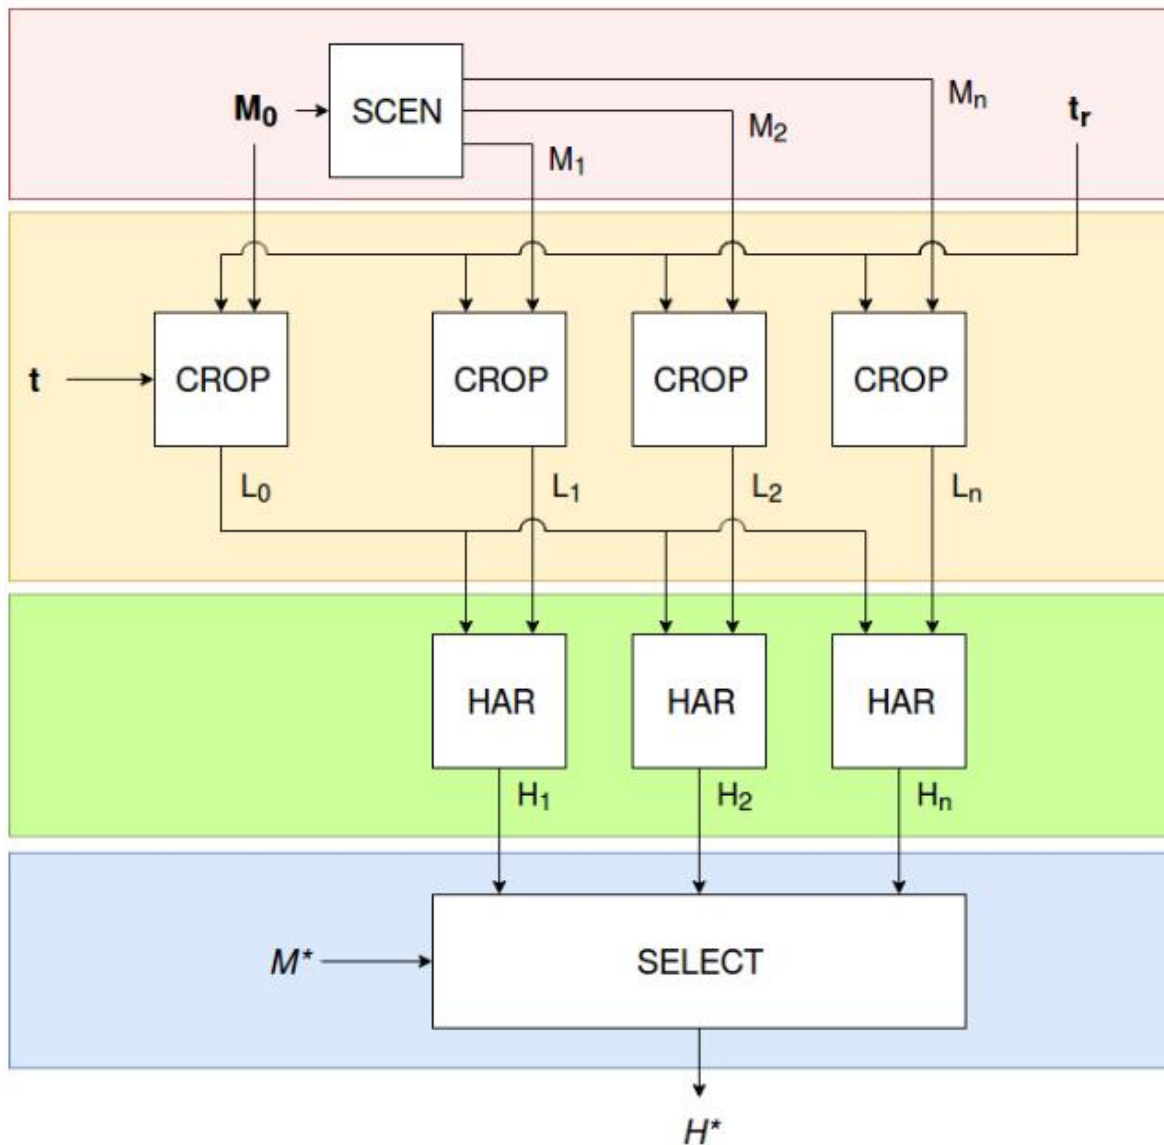 M₀
SCEN
M₁
M₂
Mₙ
tᵣ
t
CROP
CROP
CROP
CROP
L₀
L₁
L₂
Lₙ
HAR
HAR
HAR
H₁
H₂
Hₙ
M*
SELECT
H*